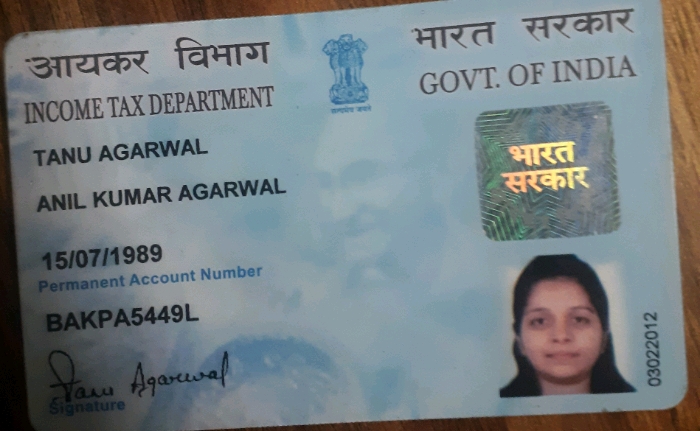 आयकर विभाग
INCOME TAX DEPARTMENT
भारत सरकार
GOVT. OF INDIA
TANU AGARWAL
ANIL KUMAR AGARWAL
15/07/1989
Permanent Account Number
BAKPA5449L
Tanu Agarwal
Signature
सत्यमेव जयते
भारत
सरकार
03022012